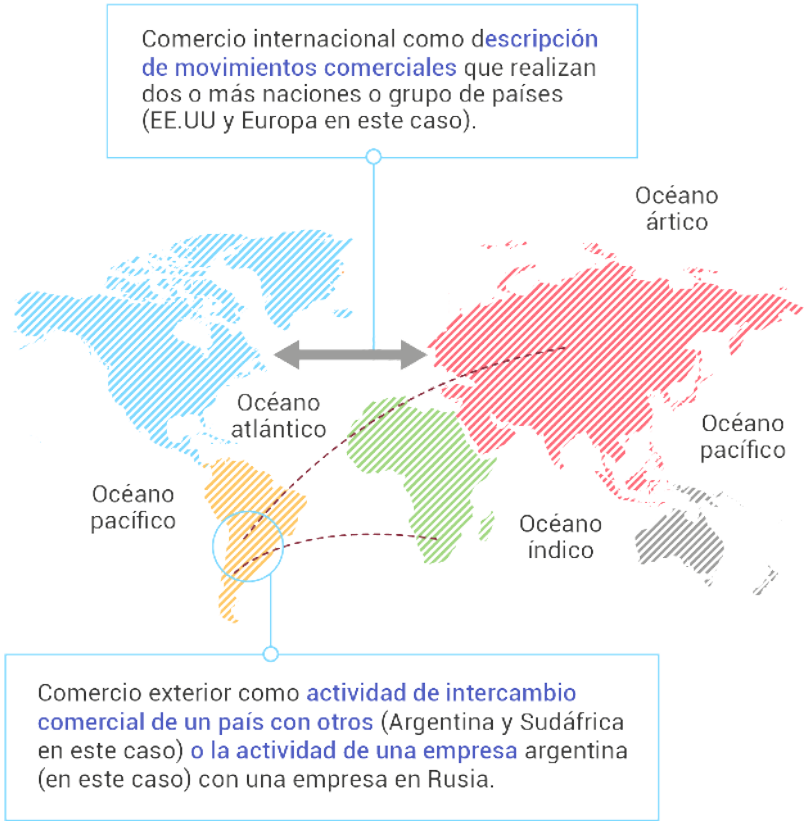 Comercio internacional como descripción
de movimientos comerciales que realizan
dos o más naciones o grupo de países
(EE.UU y Europa en este caso).
Océano
ártico
Océano
atlántico
Océano
pacífico
Océano
pacífico
Océano
índico
Comercio exterior como actividad de intercambio
comercial de un país con otros (Argentina y Sudáfrica
en este caso) o la actividad de una empresa argentina
(en este caso) con una empresa en Rusia.